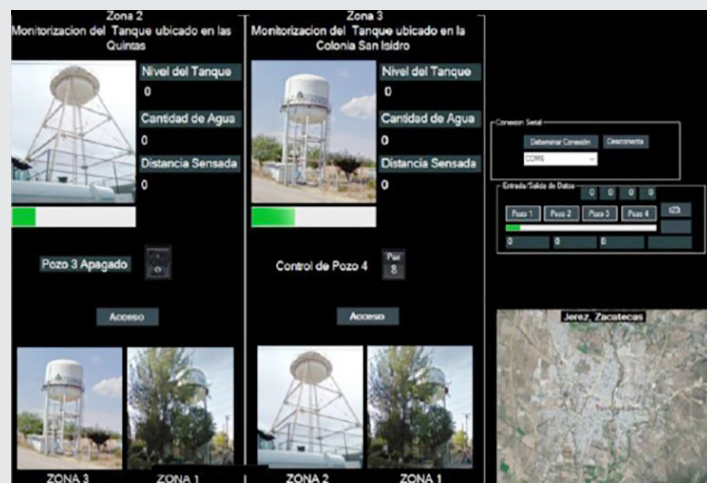 Zona 2
Monitorizacion del Tanque ubicado en las
Quintas
Nivel del Tanque
0
Cantidad de Agua
0
Distancia Sensada
0
Pozo 3 Apagado
Acceso
ZONA 3
ZONA 1
Zona 3
Monitorizacion del Tanque ubicado en la
Colonia San Isidro
Nivel del Tanque
0
Cantidad de Agua
0
Distancia Sensada
0
Control de Pozo 4
Acceso
ZONA 2
ZONA 1
Conexion Serial
Determinar Conexión
Desconecta
COM6
Entrada/Salida de Datos
0 0 0 0
Pozo 1
Pozo 2
Pozo 3
Pozo 4
0 0 0
Jerez, Zacatecas